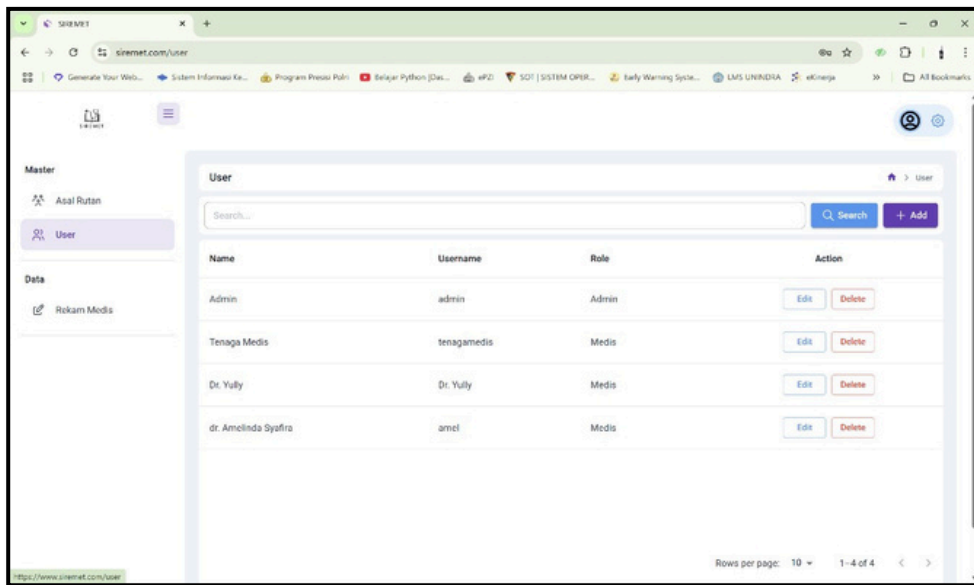 SIREMET
siremet.com/user
Generate Your Web... Sistem Informasi Ke... Program Presisi Polri Belajar Python [Das... ePZI SOT | SISTEM OPER... Early Warning Syste... LMS UNINDRA eKinerja All Bookmarks
SIREMET
Master
Asal Rutan
User
Data
Rekam Medis
User
> User
Search...
Search
+ Add
Name Username Role Action
Admin admin Admin Edit Delete
Tenaga Medis tenagamedis Medis Edit Delete
Dr. Yully Dr. Yully Medis Edit Delete
dr. Amelinda Syafira amel Medis Edit Delete
Rows per page: 10 1–4 of 4
https://www.siremet.com/user